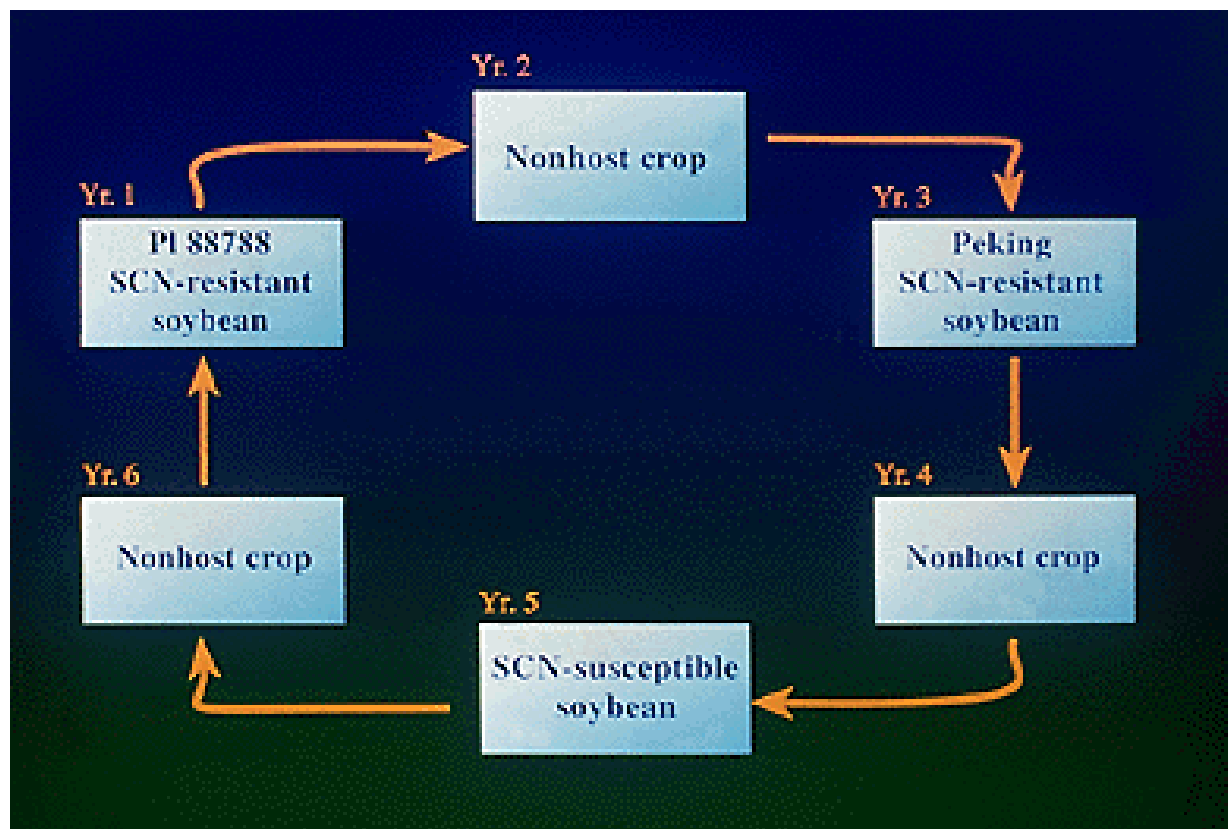 Yr. 1
PI 88788
SCN-resistant
soybean
Yr. 2
Nonhost crop
Yr. 3
Peking
SCN-resistant
soybean
Yr. 4
Nonhost crop
Yr. 5
SCN-susceptible
soybean
Yr. 6
Nonhost crop